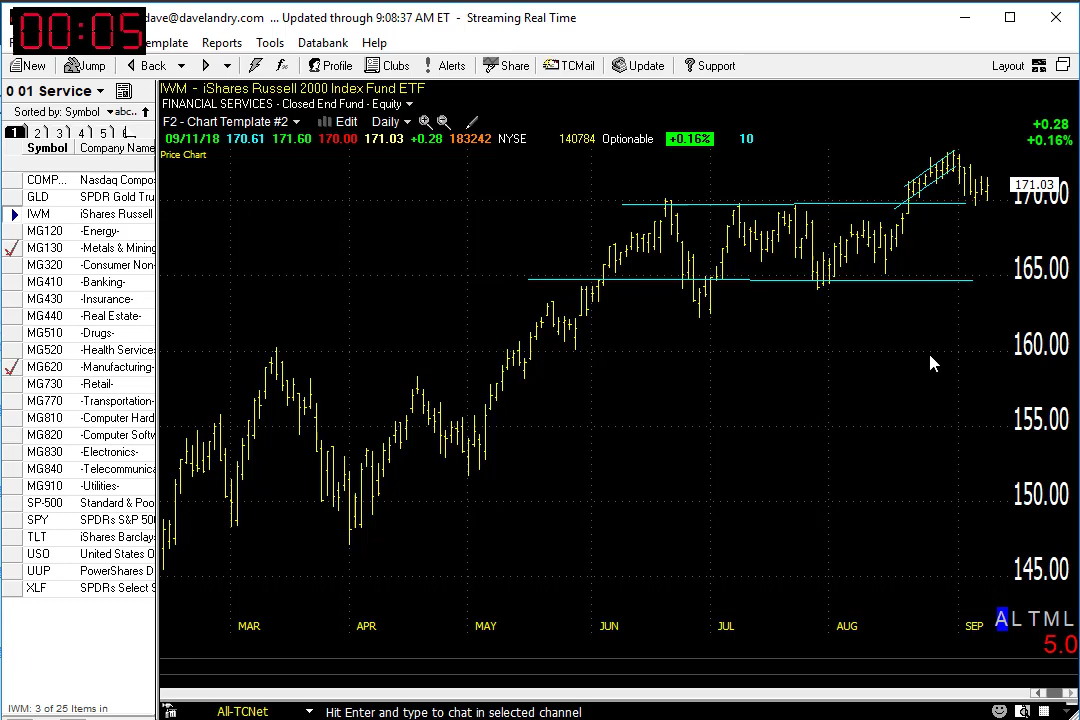 dave@davelandry.com ... Updated through 9:08:37 AM ET - Streaming Real Time
00:05
emplate Reports Tools Databank Help
New Jump Back Profile Clubs Alerts Share TCMail Update Support Layout
0 01 Service
Sorted by: Symbol abc..
1 2 3 4 5 6
Symbol Company Name
COMP... Nasdaq Compo
GLD SPDR Gold Tru
IWM iShares Russell
MG120 -Energy-
MG130 -Metals & Mining
MG320 -Consumer Non-
MG410 -Banking-
MG430 -Insurance-
MG440 -Real Estate-
MG510 -Drugs-
MG520 -Health Service
MG620 -Manufacturing-
MG730 -Retail-
MG770 -Transportation-
MG810 -Computer Hard
MG820 -Computer Softw
MG830 -Electronics-
MG840 -Telecommunica
MG910 -Utilities-
SP-500 Standard & Poo
SPY SPDRs S&P 500
TLT iShares Barclay
USO United States O
UUP PowerShares D
XLF SPDRs Select S
IWM: 3 of 25 Items in
IWM - iShares Russell 2000 Index Fund ETF
FINANCIAL SERVICES - Closed End Fund - Equity
F2 - Chart Template #2 Edit Daily
09/11/18 170.61 171.60 170.00 171.03 +0.28 183242 NYSE 140784 Optionable +0.16% 10
+0.28
+0.16%
Price Chart
171.03
170.00
165.00
160.00
155.00
150.00
145.00
MAR APR MAY JUN JUL AUG SEP
A L T M L
5.0
All-TCNet Hit Enter and type to chat in selected channel